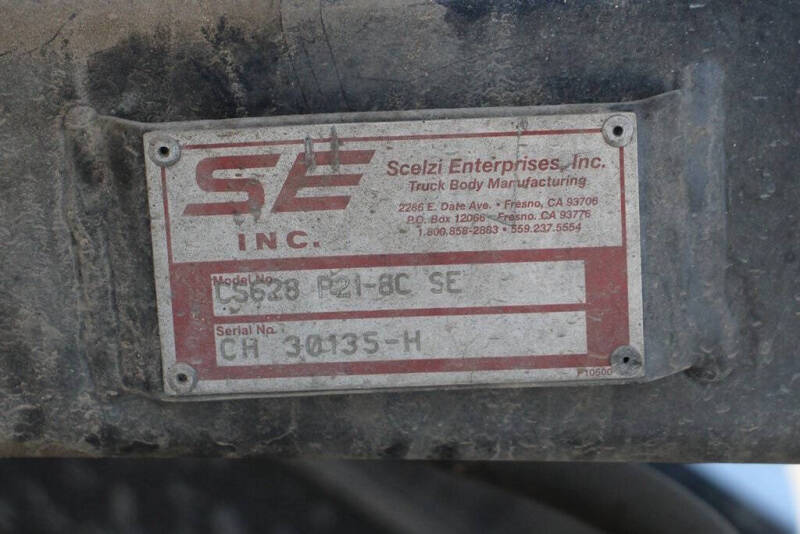 SE
INC.
Scelzi Enterprises, Inc.
Truck Body Manufacturing
2286 E. Date Ave. • Fresno, CA 93706
P.O. Box 12066 • Fresno, CA 93776
1.800.858-2883 • 559.237.5554
Model No.
CS628 P21-8C SE
Serial No.
CH 30135-H
F10600